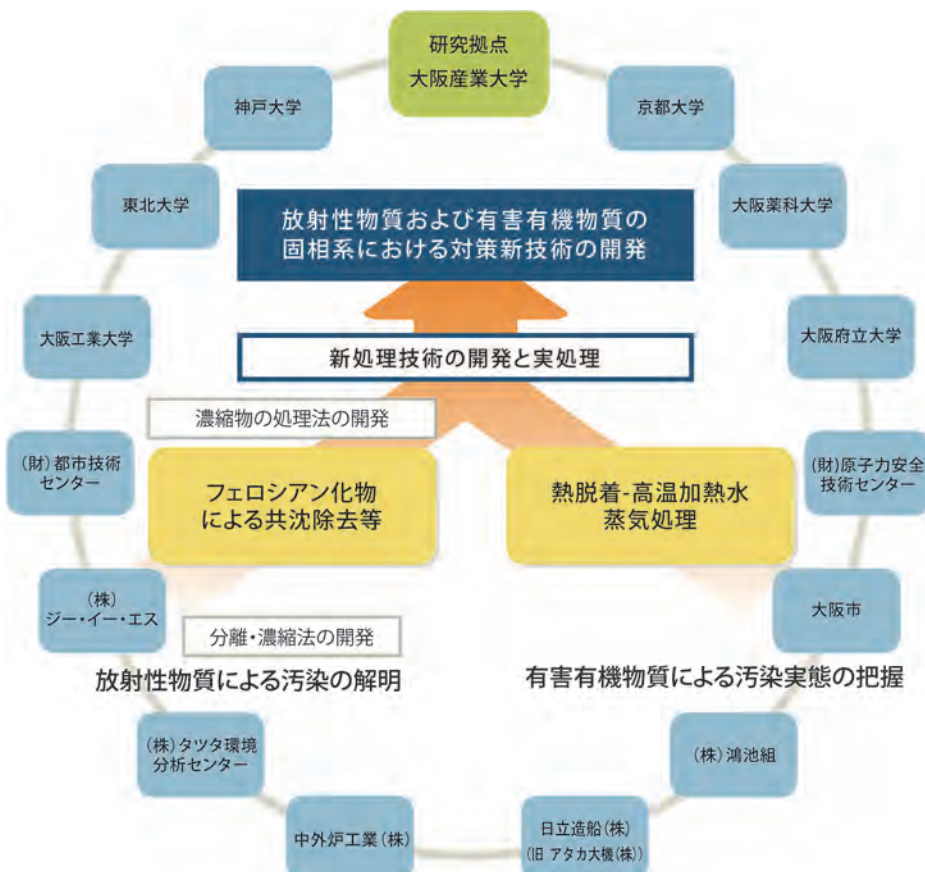 研究拠点
大阪産業大学
神戸大学
京都大学
東北大学
大阪薬科大学
放射性物質および有害有機物質の
固相系における対策新技術の開発
大阪工業大学
大阪府立大学
新処理技術の開発と実処理
濃縮物の処理法の開発
(財)都市技術
センター
(財)原子力安全
技術センター
フェロシアン化物
による共沈除去等
熱脱着-高温加熱水
蒸気処理
(株)
ジー・イー・エス
大阪市
分離・濃縮法の開発
放射性物質による汚染の解明
有害有機物質による汚染実態の把握
(株)タツタ環境
分析センター
(株)鴻池組
中外炉工業(株)
日立造船(株)
(旧 アタカ大機(株))